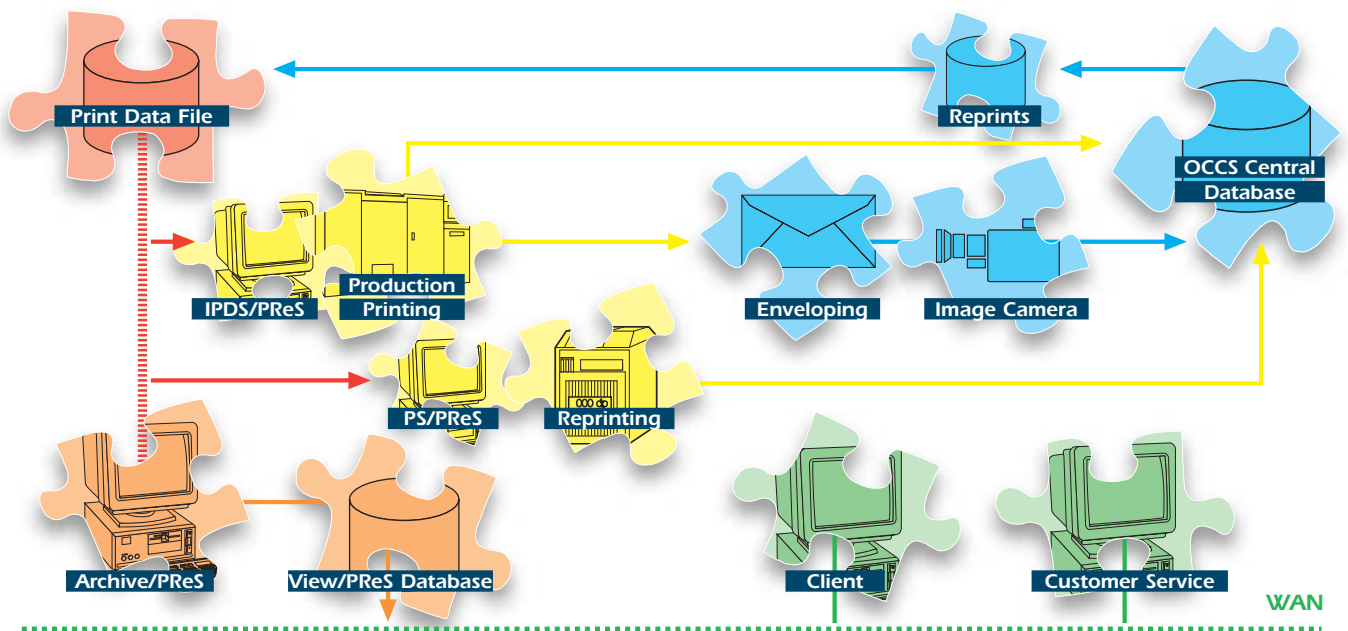 Print Data File
Reprints
OCCS Central
Database
IPDS/PReS
Production
Printing
Enveloping
Image Camera
PS/PReS
Reprinting
Archive/PReS
View/PReS Database
Client
Customer Service
WAN